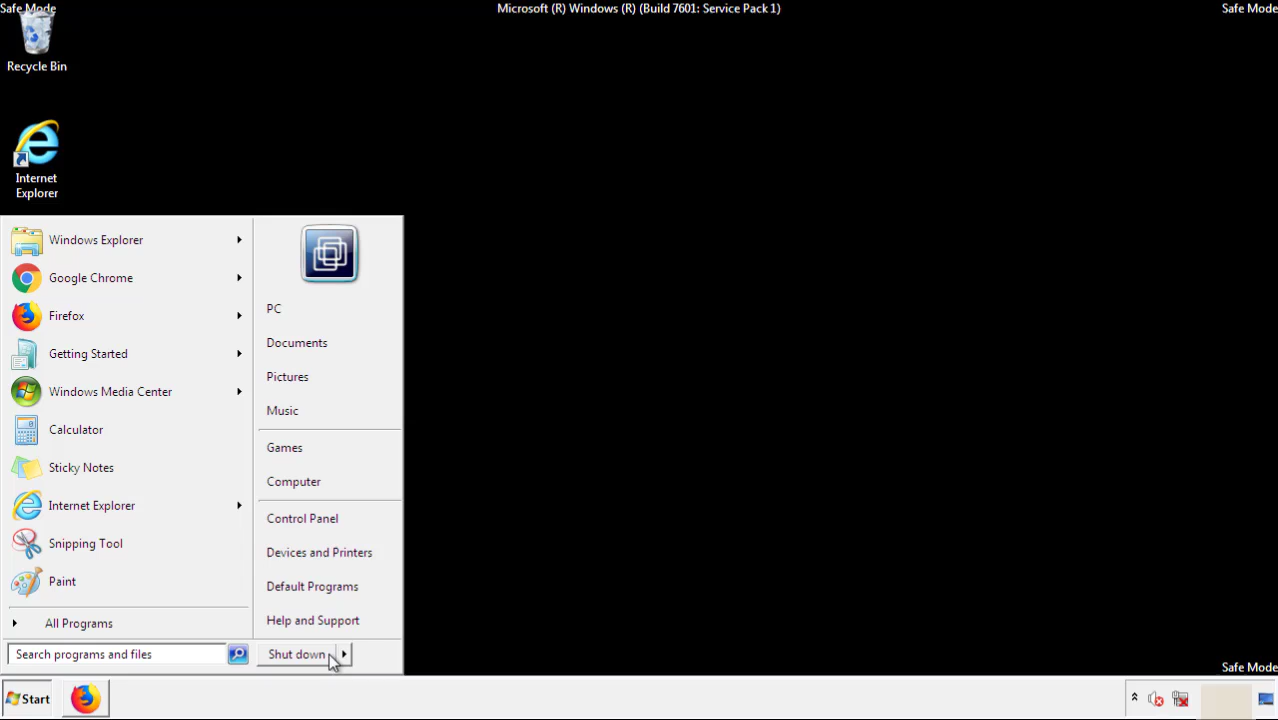 Safe Mode
Microsoft (R) Windows (R) (Build 7601: Service Pack 1)
Safe Mode
Recycle Bin
Internet
Explorer
Windows Explorer
Google Chrome
Firefox
Getting Started
Windows Media Center
Calculator
Sticky Notes
Internet Explorer
Snipping Tool
Paint
All Programs
Search programs and files
PC
Documents
Pictures
Music
Games
Computer
Control Panel
Devices and Printers
Default Programs
Help and Support
Shut down
Safe Mode
Start